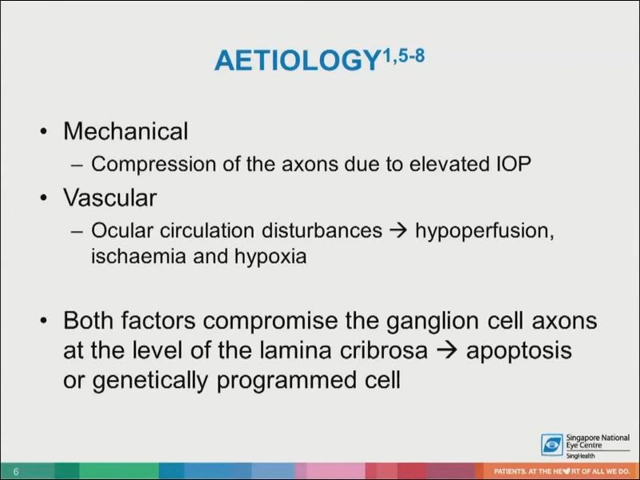 AETIOLOGY1,5-8
• Mechanical
– Compression of the axons due to elevated IOP
• Vascular
– Ocular circulation disturbances → hypoperfusion,
ischaemia and hypoxia
• Both factors compromise the ganglion cell axons
at the level of the lamina cribrosa → apoptosis
or genetically programmed cell
Singapore National
Eye Centre
SingHealth
6
PATIENTS. AT THE HE♥RT OF ALL WE DO.